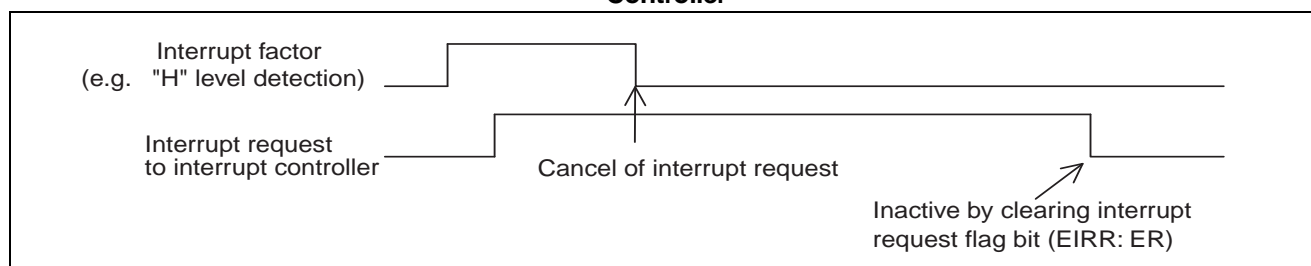 Controller
Interrupt factor
(e.g. "H" level detection)
Interrupt request
to interrupt controller
Cancel of interrupt request
Inactive by clearing interrupt
request flag bit (EIRR: ER)